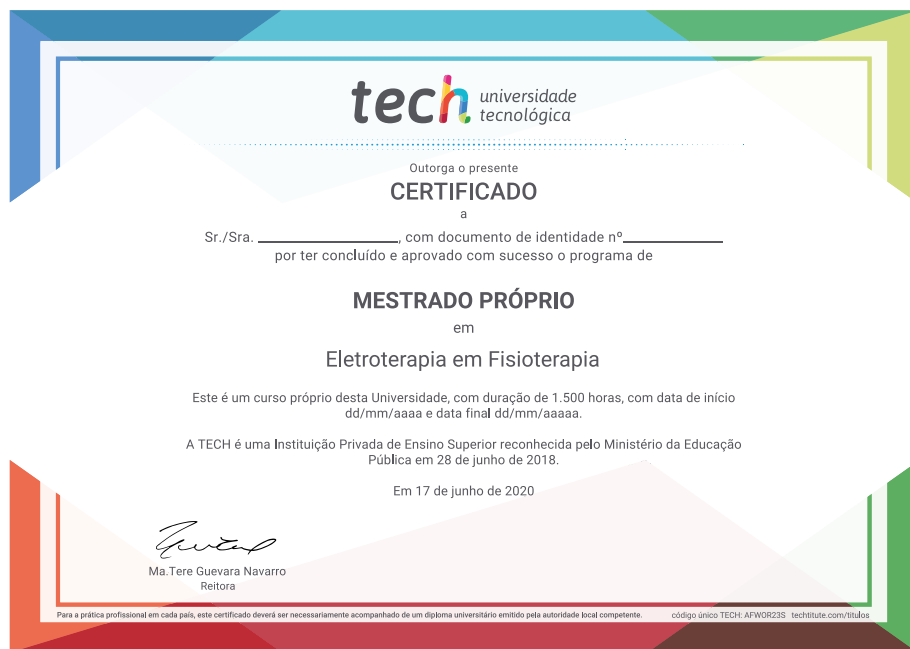 tech universidade
tecnológica
Outorga o presente
CERTIFICADO
a
Sr./Sra. ____________________, com documento de identidade nº______________
por ter concluído e aprovado com sucesso o programa de
MESTRADO PRÓPRIO
em
Eletroterapia em Fisioterapia
Este é um curso próprio desta Universidade, com duração de 1.500 horas, com data de início
dd/mm/aaaa e data final dd/mm/aaaaa.
A TECH é uma Instituição Privada de Ensino Superior reconhecida pelo Ministério da Educação
Pública em 28 de junho de 2018.
Em 17 de junho de 2020
Ma.Tere Guevara Navarro
Reitora
Para a prática profissional em cada país, este certificado deverá ser necessariamente acompanhado de um diploma universitário emitido pela autoridade local competente. código único TECH: AFWOR23S techtitute.com/titulos